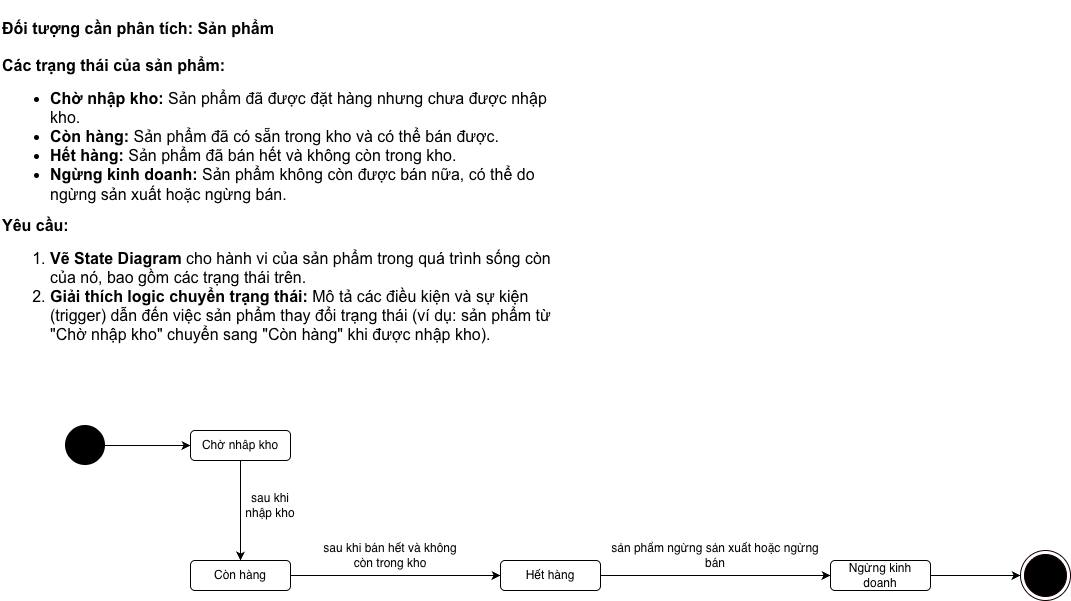 Đối tượng cần phân tích: Sản phẩm
Các trạng thái của sản phẩm:
• Chờ nhập kho: Sản phẩm đã được đặt hàng nhưng chưa được nhập
kho.
• Còn hàng: Sản phẩm đã có sẵn trong kho và có thể bán được.
• Hết hàng: Sản phẩm đã bán hết và không còn trong kho.
• Ngừng kinh doanh: Sản phẩm không còn được bán nữa, có thể do
ngừng sản xuất hoặc ngừng bán.
Yêu cầu:
1. Vẽ State Diagram cho hành vi của sản phẩm trong quá trình sống còn
của nó, bao gồm các trạng thái trên.
2. Giải thích logic chuyển trạng thái: Mô tả các điều kiện và sự kiện
(trigger) dẫn đến việc sản phẩm thay đổi trạng thái (ví dụ: sản phẩm từ
"Chờ nhập kho" chuyển sang "Còn hàng" khi được nhập kho).
Chờ nhâp kho
sau khi
nhập kho
Còn hàng
sau khi bán hết và không
còn trong kho
Hết hàng
sán phẩm ngừng sản xuất hoặc ngừng
bán
Ngừng kinh
doanh